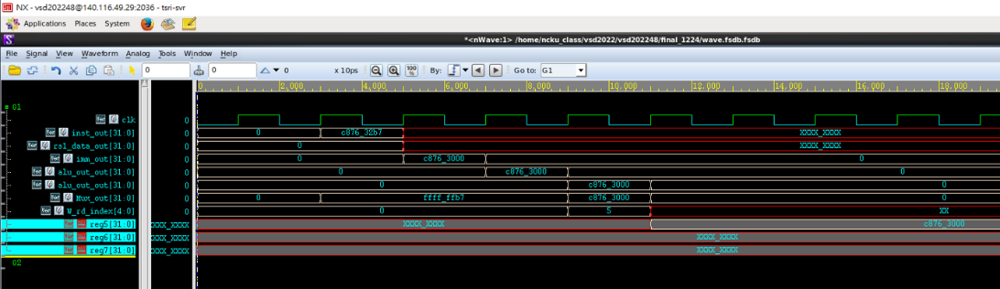 NX - vsd202248@140.116.49.29:2036 - tsri-svr
Applications Places System
*<nWave:1> /home/ncku_class/vsd2022/vsd202248/final_1224/wave.fsdb.fsdb
File Signal View Waveform Analog Tools Window Help
0 0 0 x 10ps 100 % By: Go to: G1
0 2,000 4,000 6,000 8,000 10,000 12,000 14,000 16,000 18,000
G1
clk 0
inst_out[31:0] 0 0 c876_32b7 XXXX_XXXX
rs1_data_out[31:0] 0 0 XXXX_XXXX
imm_out[31:0] 0 0 c876_3000 0
alu_out_out[31:0] 0 0 c876_3000 0
alu_out_out[31:0] 0 0 c876_3000 0
Mux_out[31:0] 0 0 ffff_ffb7 c876_3000 0
W_rd_index[4:0] 0 0 5 XX
reg5[31:0] XXXX_XXXX XXXX_XXXX c876_3000
reg6[31:0] XXXX_XXXX XXXX_XXXX
reg7[31:0] XXXX_XXXX XXXX_XXXX
G2